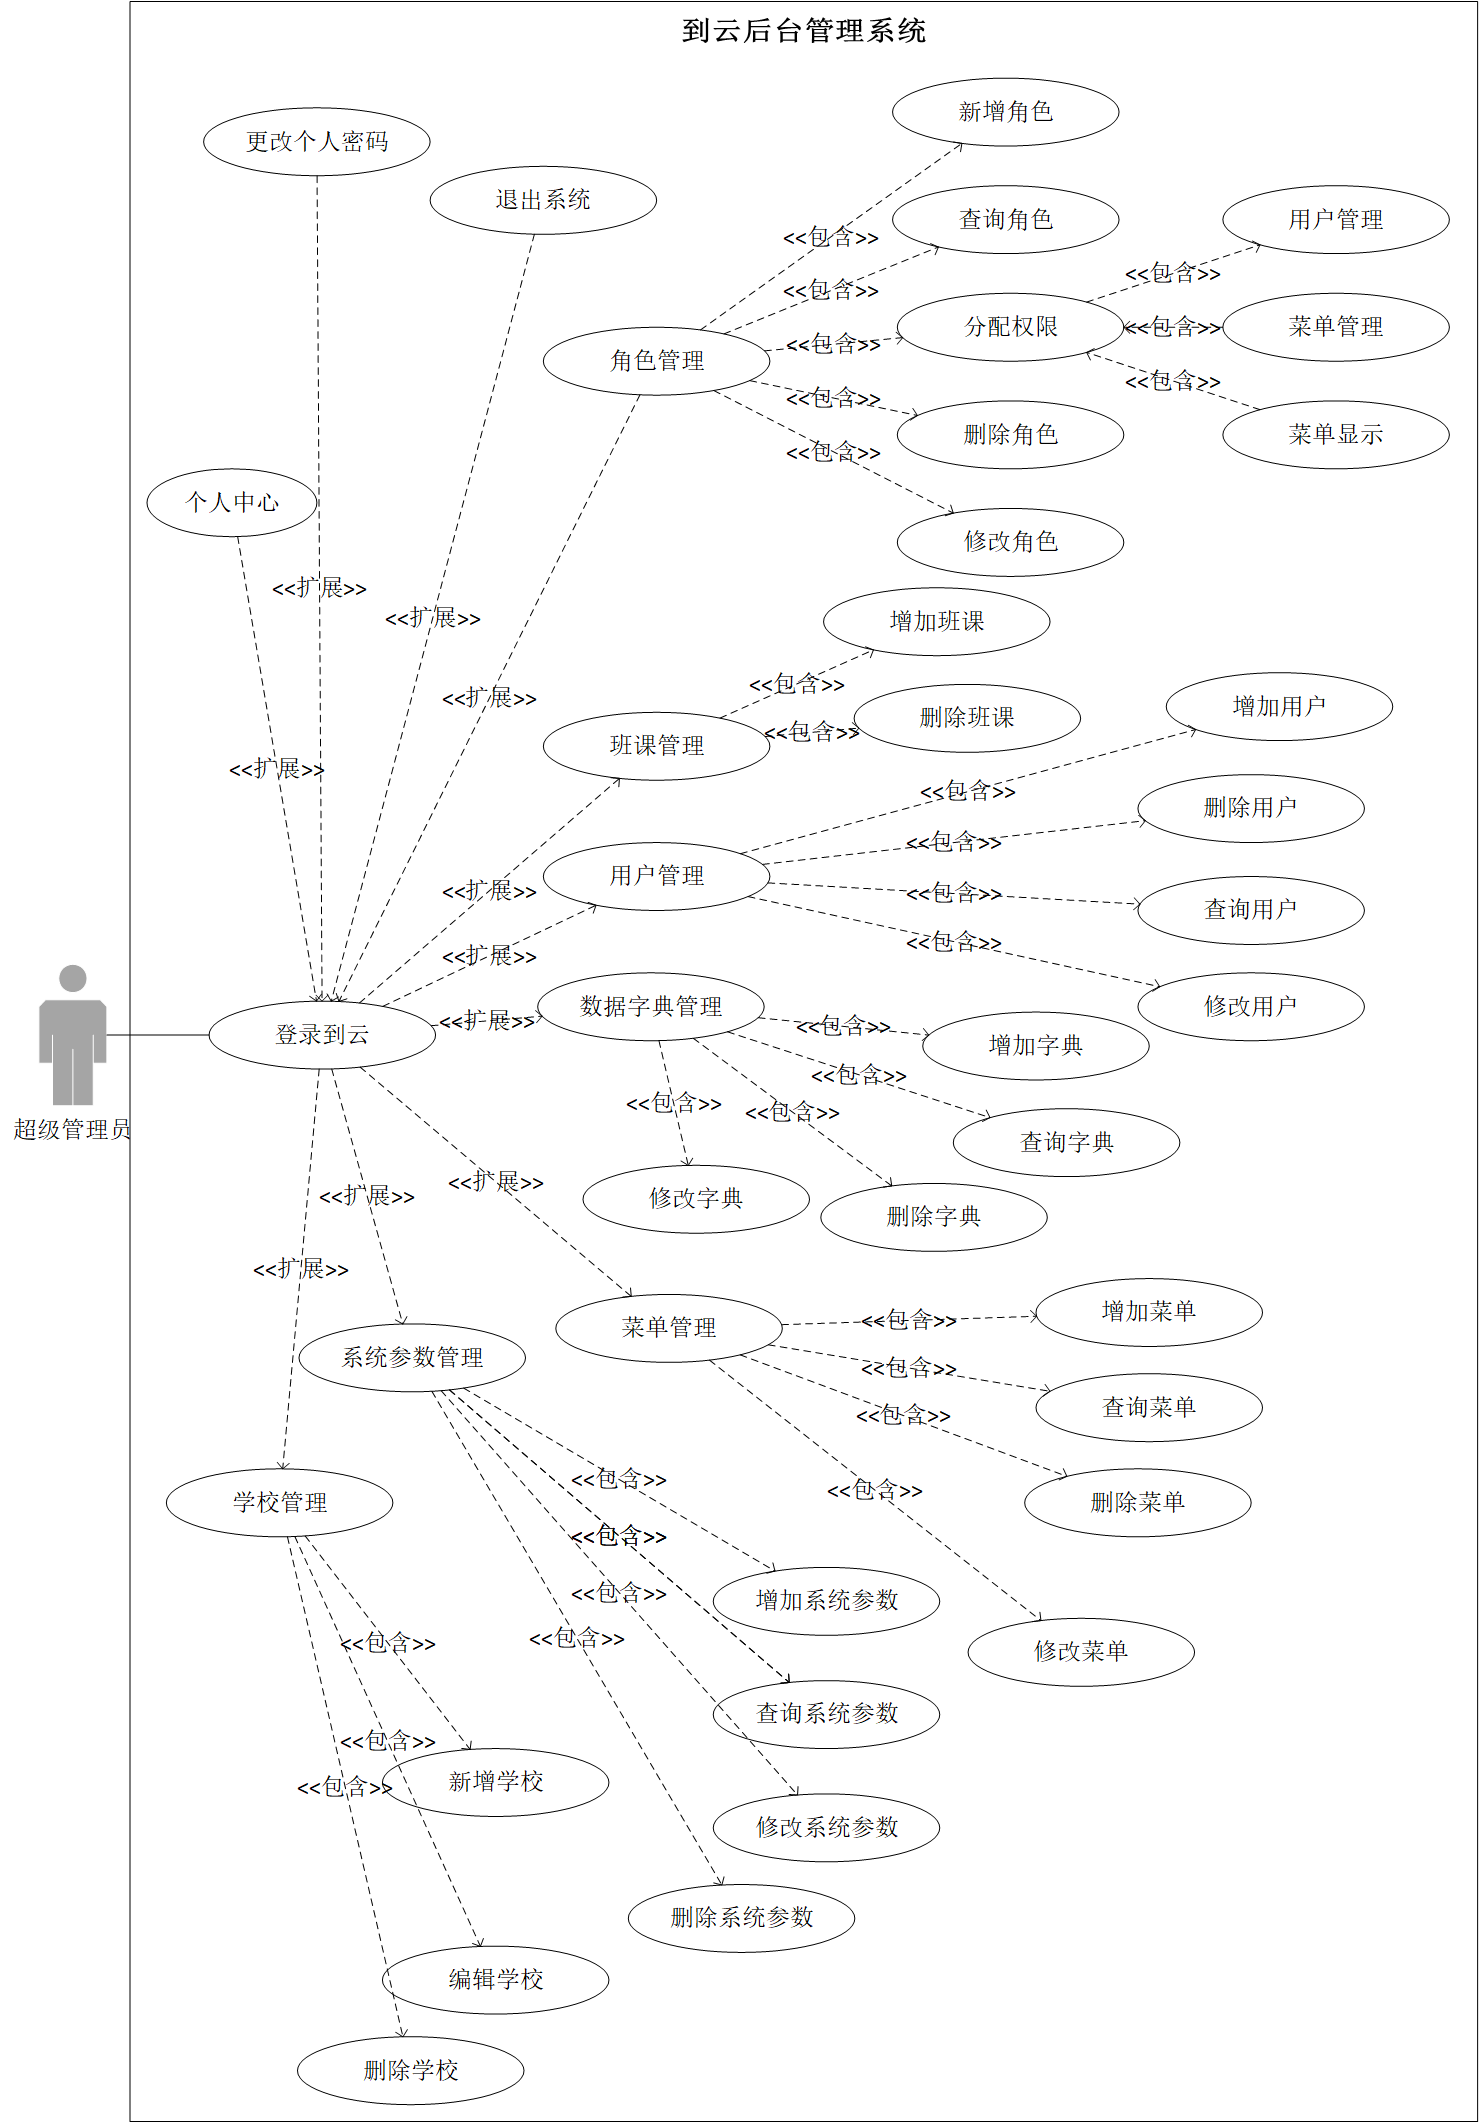 到云后台管理系统
新增角色
更改个人密码
退出系统
查询角色
用户管理
<<包含>>
<<包含>>
<<包含>>
分配权限
<<包含>>
菜单管理
<<包含>>
角色管理
<<包含>>
<<包含>>
删除角色
菜单显示
<<包含>>
个人中心
修改角色
<<扩展>>
<<扩展>>
增加班课
<<包含>>
<<扩展>>
增加用户
删除班课
<<包含>>
班课管理
<<扩展>>
<<包含>>
删除用户
<<包含>>
用户管理
<<扩展>>
<<包含>>
查询用户
<<包含>>
<<扩展>>
数据字典管理
修改用户
登录到云
<<扩展>>
<<包含>>
增加字典
<<包含>>
<<包含>>
<<包含>>
超级管理员
查询字典
<<扩展>>
<<扩展>>
修改字典
删除字典
<<扩展>>
增加菜单
<<包含>>
菜单管理
系统参数管理
<<包含>>
查询菜单
<<包含>>
<<包含>>
<<包含>>
学校管理
删除菜单
<<包含>>
<<包含>>
增加系统参数
<<包含>>
<<包含>>
修改菜单
查询系统参数
<<包含>>
新增学校
<<包含>>
修改系统参数
删除系统参数
编辑学校
删除学校